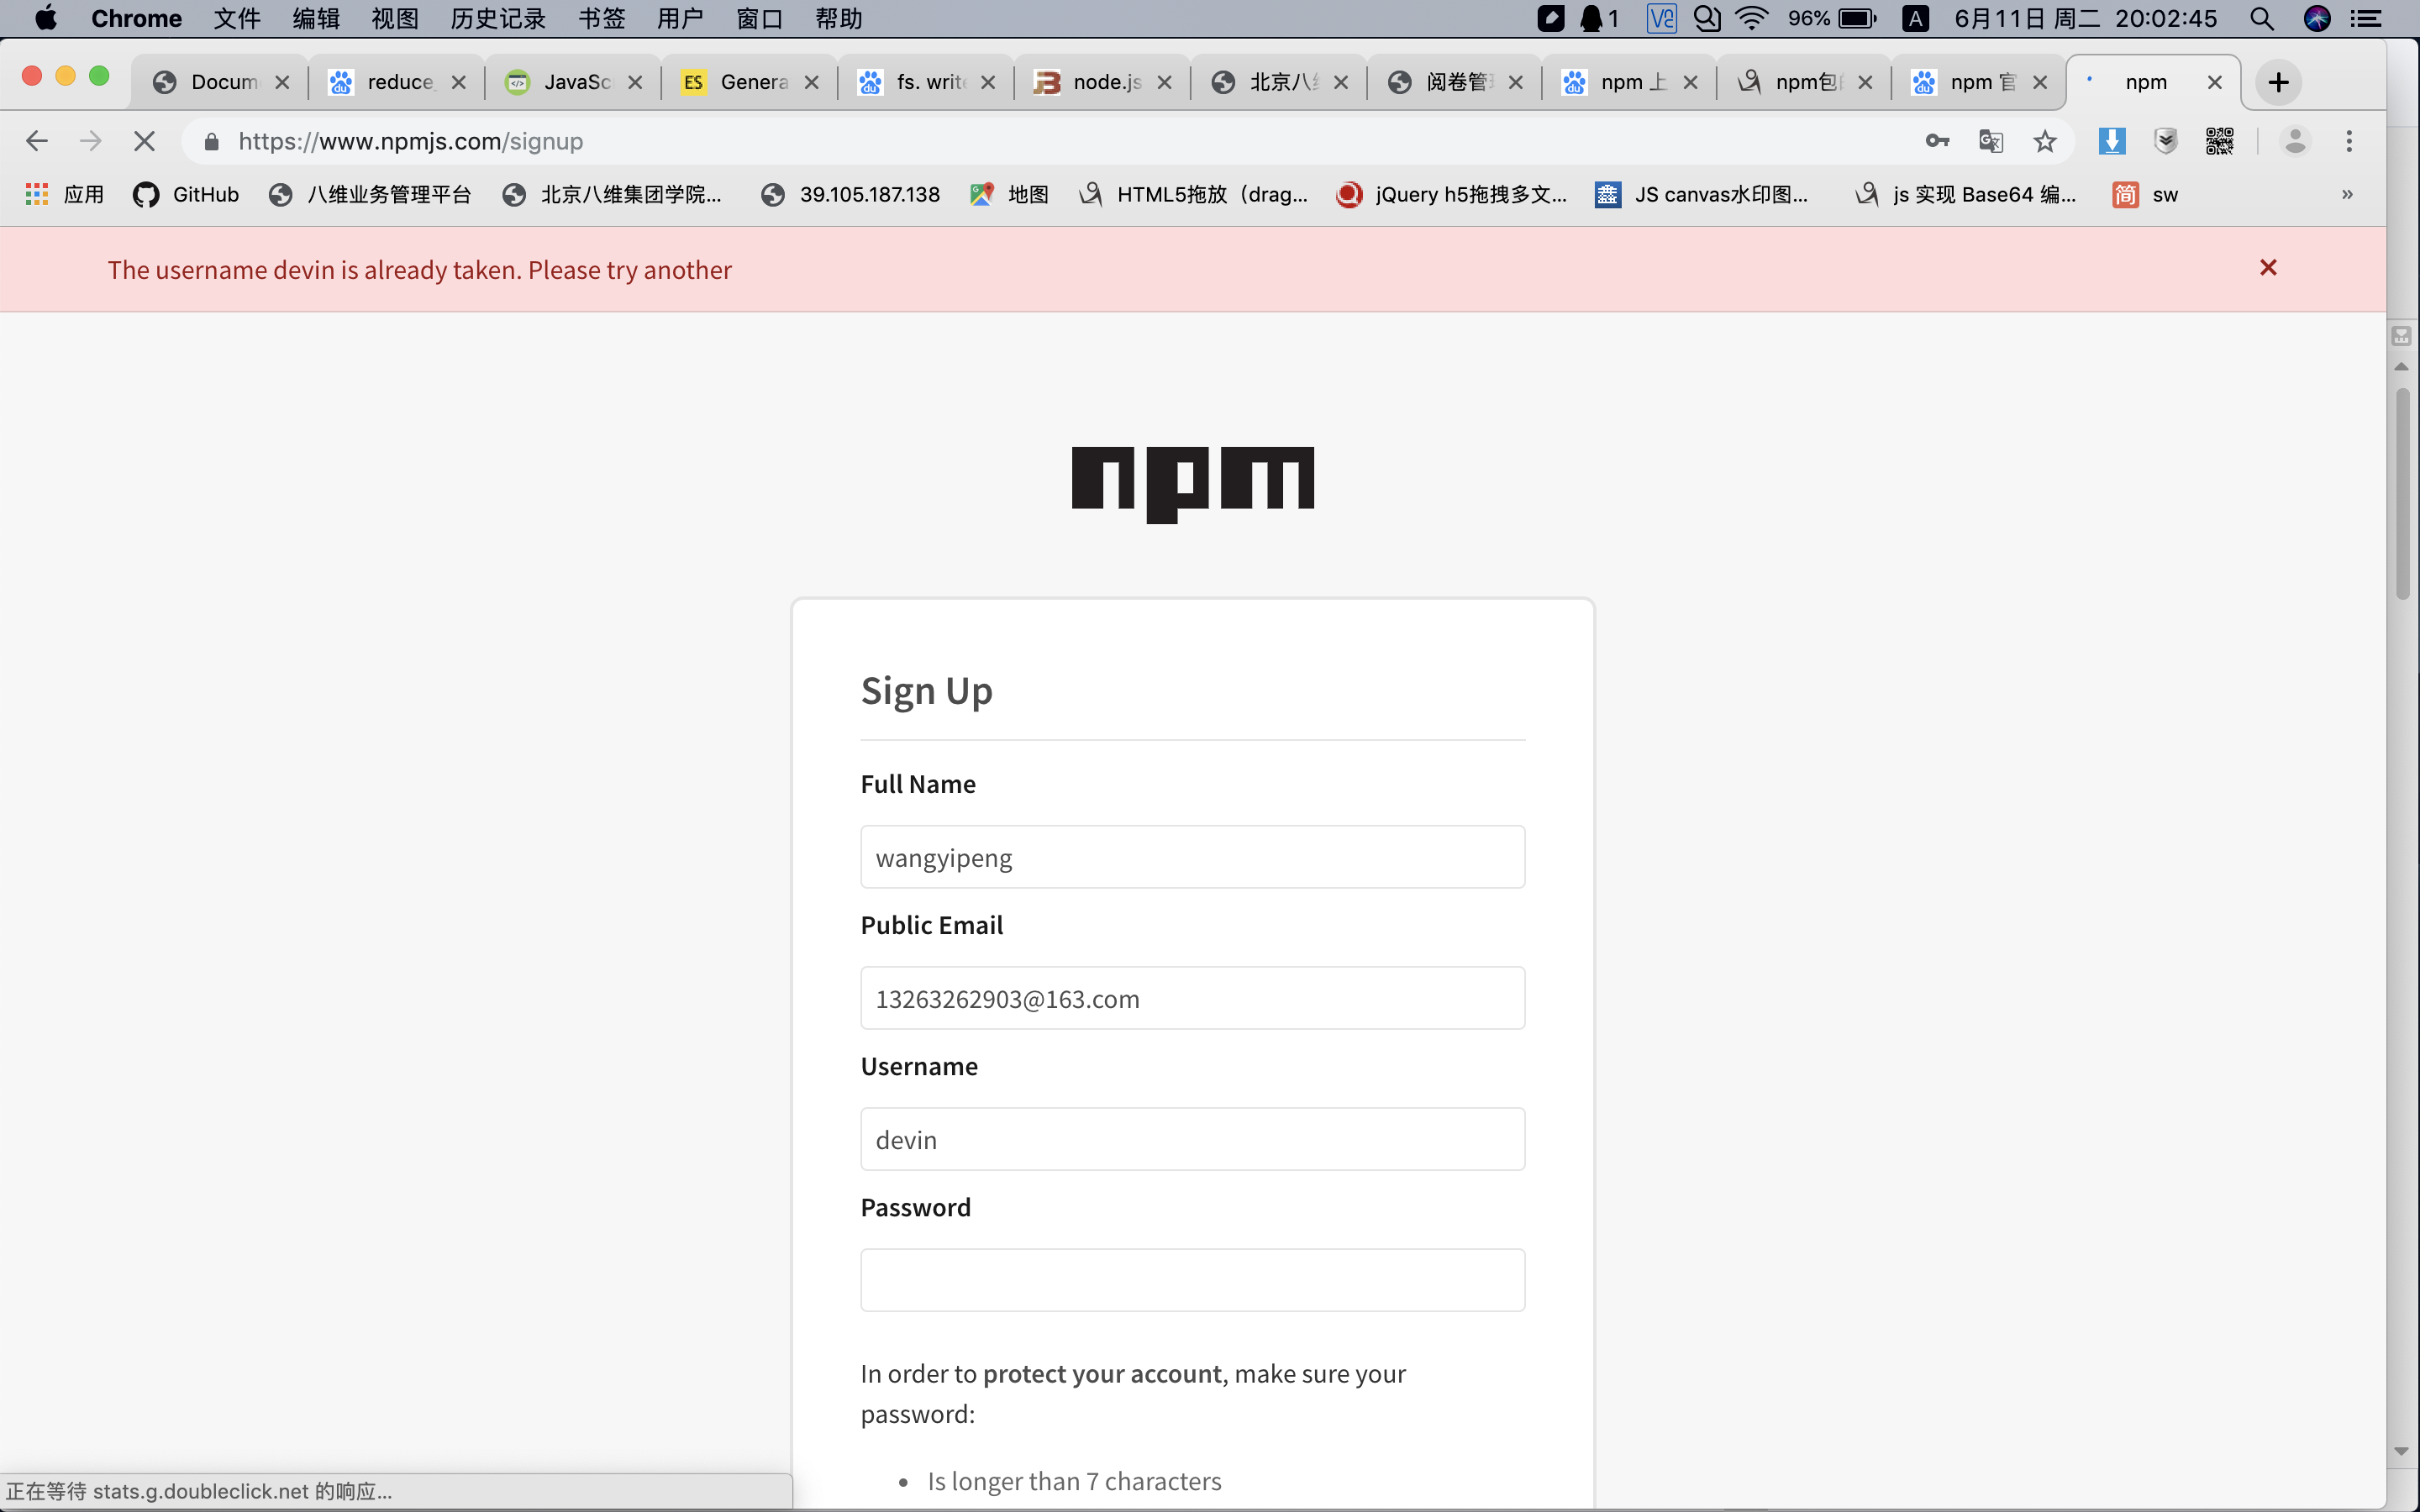 Chrome 文件 编辑 视图 历史记录 书签 用户 窗口 帮助 1 96% A 6月11日 周二 20:02:45
Docum reduce JavaSc ES Genera fs. write node.js 北京八 阅卷管 npm 上 npm包 npm 官 npm
https://www.npmjs.com/signup
应用 GitHub 八维业务管理平台 北京八维集团学院... 39.105.187.138 地图 HTML5拖放（drag... jQuery h5拖拽多文... 鑫 JS canvas水印图... js 实现 Base64 编... 简 sw »
The username devin is already taken. Please try another
npm
Sign Up
Full Name
wangyipeng
Public Email
13263262903@163.com
Username
devin
Password
In order to protect your account, make sure your
password:
• Is longer than 7 characters
正在等待 stats.g.doubleclick.net 的响应...